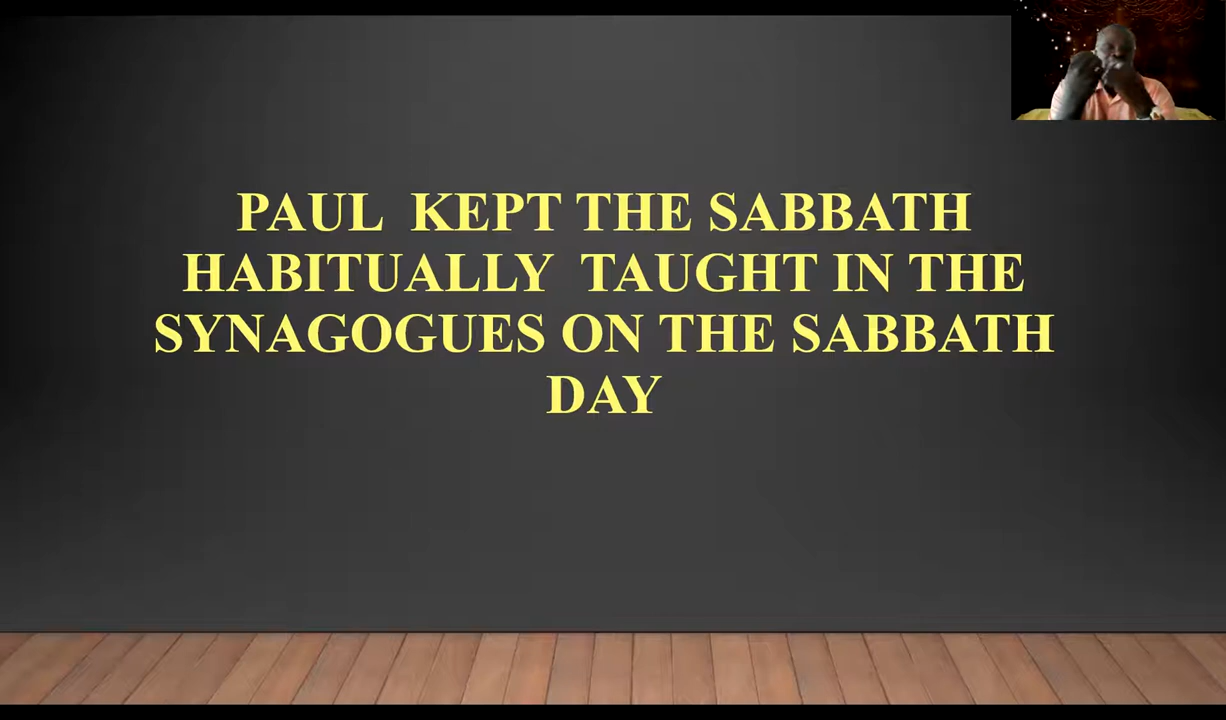 PAUL  KEPT THE SABBATH
HABITUALLY  TAUGHT IN THE
SYNAGOGUES ON THE SABBATH
DAY